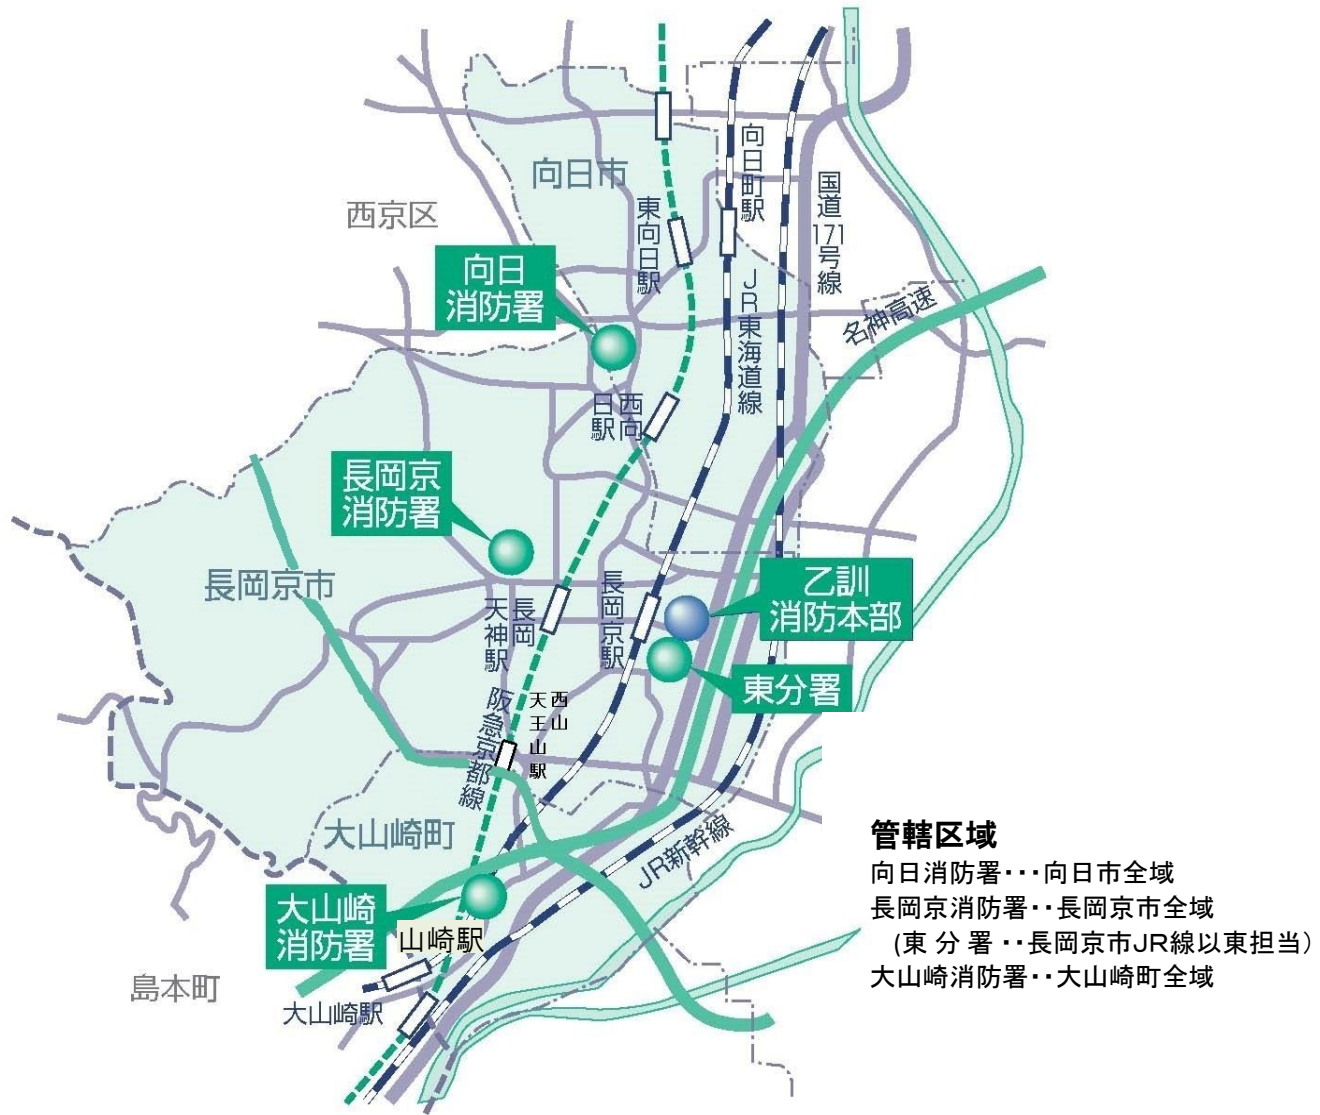 向日市
西京区
向日町駅
国道171号線
東向日駅
向日
消防署
JR東海道線
名神高速
西向
日駅
長岡京
消防署
長岡京市
長岡
天神駅
長岡京駅
乙訓
消防本部
東分署
西山
天王山駅
阪急京都線
大山崎町
JR新幹線
大山崎
消防署
山崎駅
島本町
大山崎駅
管轄区域
向日消防署･･･向日市全域
長岡京消防署･･長岡京市全域
(東 分 署 ･･長岡京市JR線以東担当)
大山崎消防署･･大山崎町全域